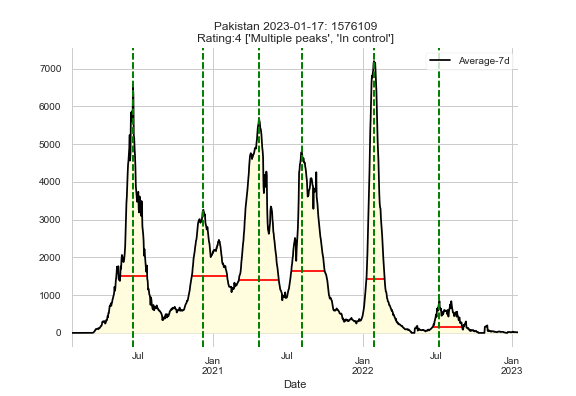 Pakistan 2023-01-17: 1576109
Rating:4 ['Multiple peaks', 'In control']
Average-7d
7000
6000
5000
4000
3000
2000
1000
0
Jul
Jan
2021
Jul
Jan
2022
Jul
Jan
2023
Date